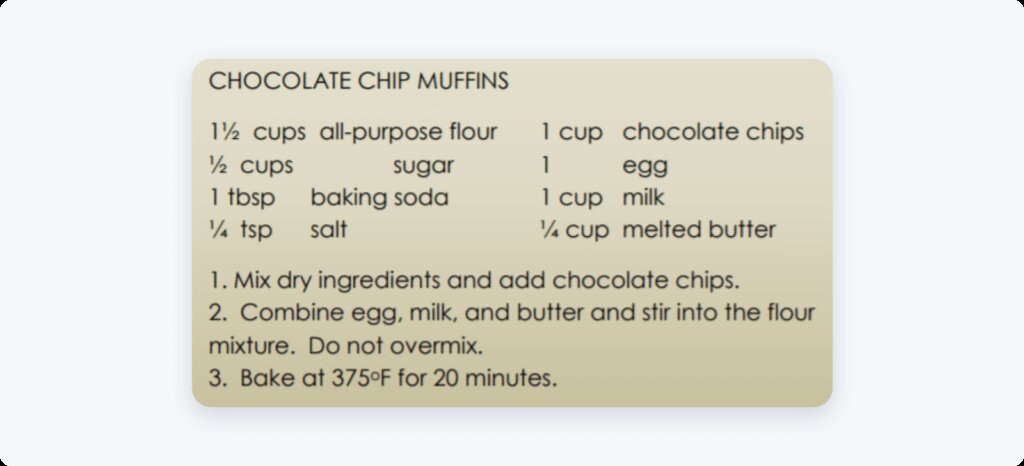 CHOCOLATE CHIP MUFFINS
1½ cups all-purpose flour 1 cup chocolate chips
½ cups sugar 1 egg
1 tbsp baking soda 1 cup milk
¼ tsp salt ¼ cup melted butter
1. Mix dry ingredients and add chocolate chips.
2. Combine egg, milk, and butter and stir into the flour
mixture. Do not overmix.
3. Bake at 375ºF for 20 minutes.